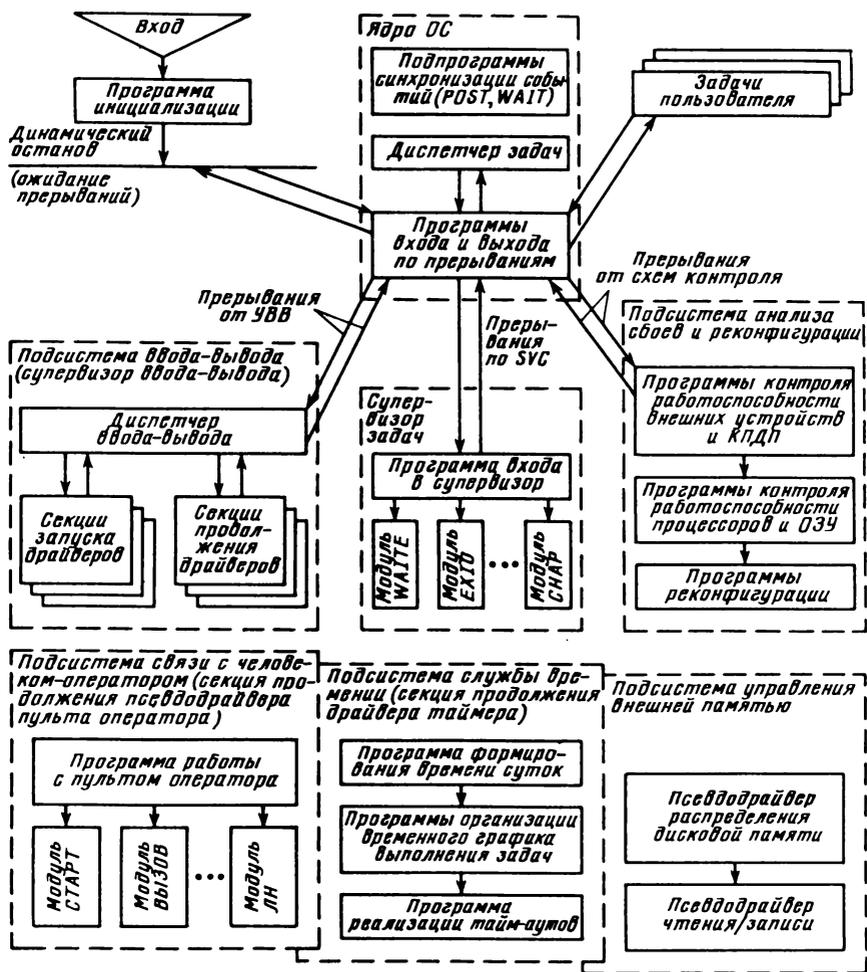 Вход
Программа
инициализации
Динамический
останов
(ожидание
прерываний)
Ядро ОС
Подпрограммы
синхронизации собы-
тий (POST, WAIT)
Диспетчер задач
Программы
входа и выхода
по прерываниям
Задачи
пользователя
Прерывания
от УВВ
Преры-
вания
по SVC
Прерывания
от схем контроля
Подсистема ввода-вывода
(супервизор ввода-вывода)
Диспетчер
ввода-вывода
Секции
запуска
драйверов
Секции
продол-
жения
драйверов
Супер-
визор
задач
Программа входа
в супервизор
Модуль
WAITE
Модуль
EXIO
•••
Модуль
CHAP
Подсистема анализа
сбоев и реконфигурации
Программы контроля
работоспособности
внешних устройств
и КПДП
Программы контроля
работоспособности
процессоров и ОЗУ
Программы
реконфигурации
Подсистема связи с челове-
ком-оператором (секция про-
должения псевдодрайвера
пульта оператора)
Программа работы
с пультом оператора
Модуль
СТАРТ
Модуль
ВЫЗОВ
•••
Модуль
ЛН
Подсистема службы вре-
мении (секция продолжения
драйвера таймера)
Программа формиро-
вания времени суток
Программы организации
временного графика
выполнения задач
Программа
реализации тайм-аутов
Подсистема управления
внешней памятью
Псевдодрайвер
распределения
дисковой памяти
Псевдодрайвер
чтения/записи